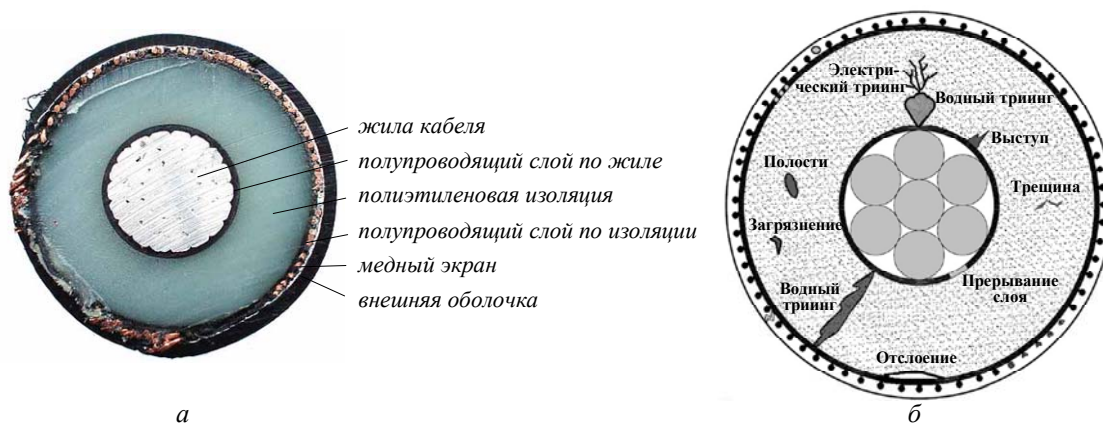 жила кабеля
полупроводящий слой по жиле
полиэтиленовая изоляция
полупроводящий слой по изоляции
медный экран
внешняя оболочка
а
Электри-
ческий триинг
Водный триинг
Выступ
Полости
Трещина
Загрязнение
Водный
триинг
Прерывание
слоя
Отслоение
б